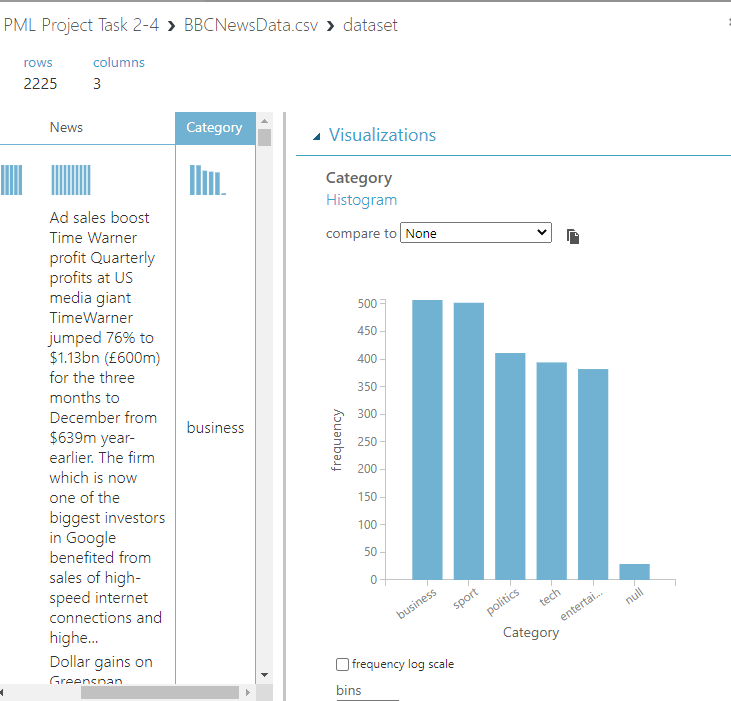 PML Project Task 2-4 › BBCNewsData.csv › dataset
rows columns
2225 3
News Category
Ad sales boost
Time Warner
profit Quarterly
profits at US
media giant
TimeWarner
jumped 76% to
$1.13bn (£600m)
for the three
months to
December from
$639m year-
earlier. The firm
which is now
one of the
biggest investors
in Google
benefited from
sales of high-
speed internet
connections and
highe...
business
Dollar gains on
Greenspan
Visualizations
Category
Histogram
compare to None
500
450
400
350
300
250
200
150
100
50
0
frequency
business sport politics tech entertai... null
Category
frequency log scale
bins